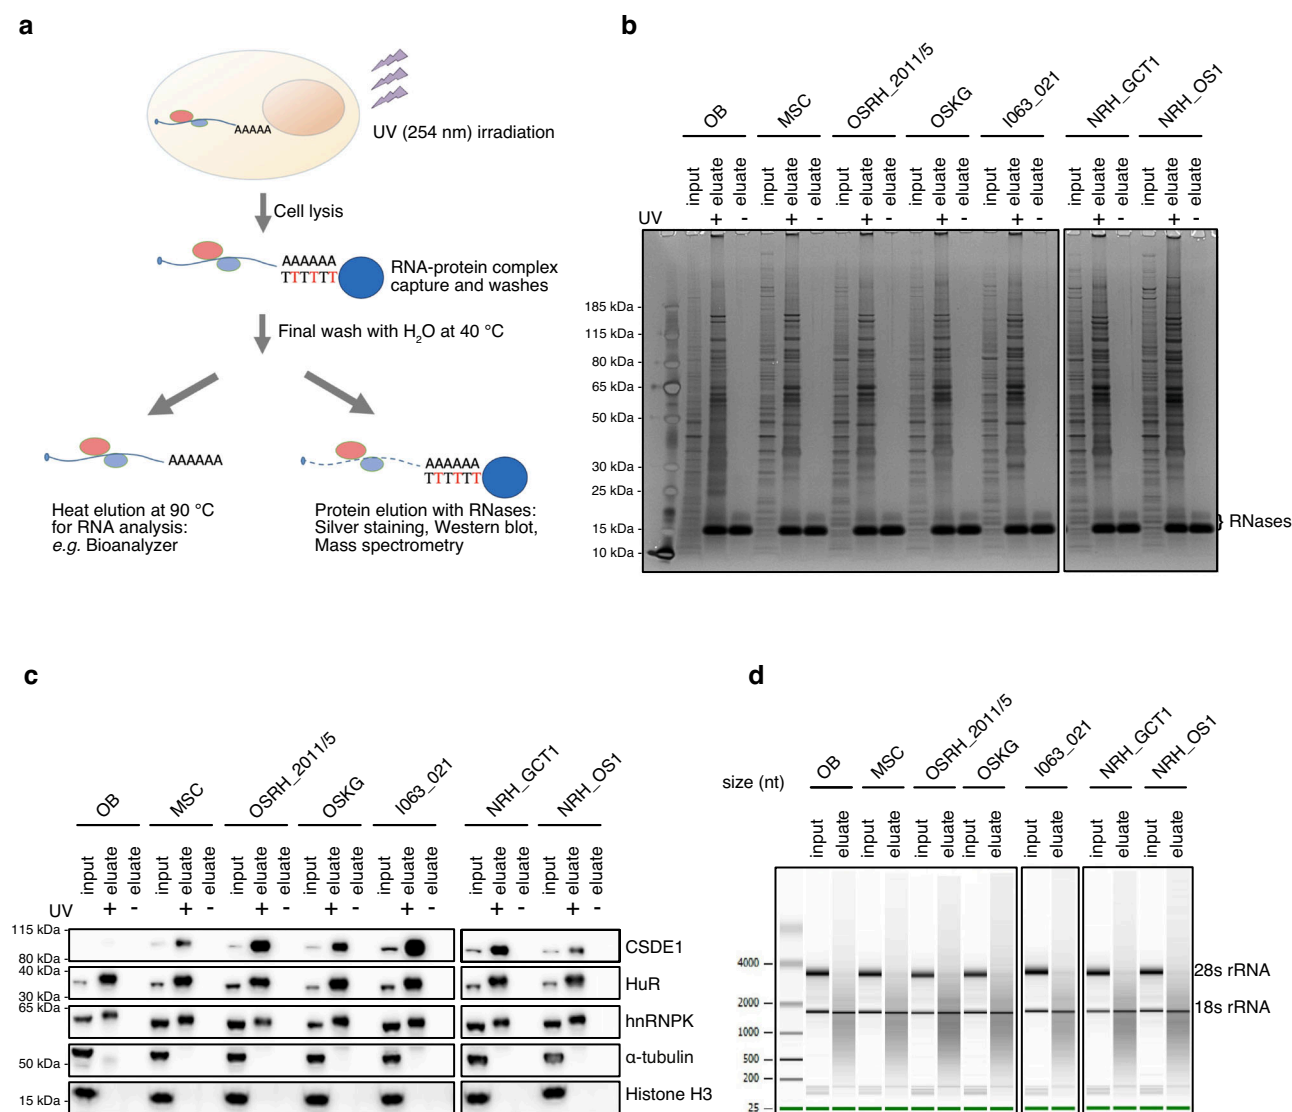 a
AAAAA
UV (254 nm) irradiation
Cell lysis
AAAAAA
TTTTTT
RNA-protein complex
capture and washes
Final wash with H2O at 40 °C
AAAAAA
AAAAAA
TTTTTT
Heat elution at 90 °C
for RNA analysis:
e.g. Bioanalyzer
Protein elution with RNases:
Silver staining, Western blot,
Mass spectrometry
b
OB MSC OSRH_2011/5 OSKG I063_021 NRH_GCT1 NRH_OS1
input eluate eluate input eluate eluate input eluate eluate input eluate eluate input eluate eluate input eluate eluate input eluate eluate
UV + - + - + - + - + - + - + -
185 kDa
115 kDa
80 kDa
65 kDa
50 kDa
30 kDa
25 kDa
15 kDa
10 kDa
} RNases
c
OB MSC OSRH_2011/5 OSKG I063_021 NRH_GCT1 NRH_OS1
input eluate eluate input eluate eluate input eluate eluate input eluate eluate input eluate eluate input eluate eluate input eluate eluate
UV + - + - + - + - + - + - + -
115 kDa
80 kDa
CSDE1
40 kDa
30 kDa
HuR
65 kDa
hnRNPK
50 kDa
α-tubulin
15 kDa
Histone H3
d
OB MSC OSRH_2011/5 OSKG I063_021 NRH_GCT1 NRH_OS1
size (nt)
input eluate input eluate input eluate input eluate input eluate input eluate input eluate
4000
2000
1000
500
200
25
28s rRNA
18s rRNA